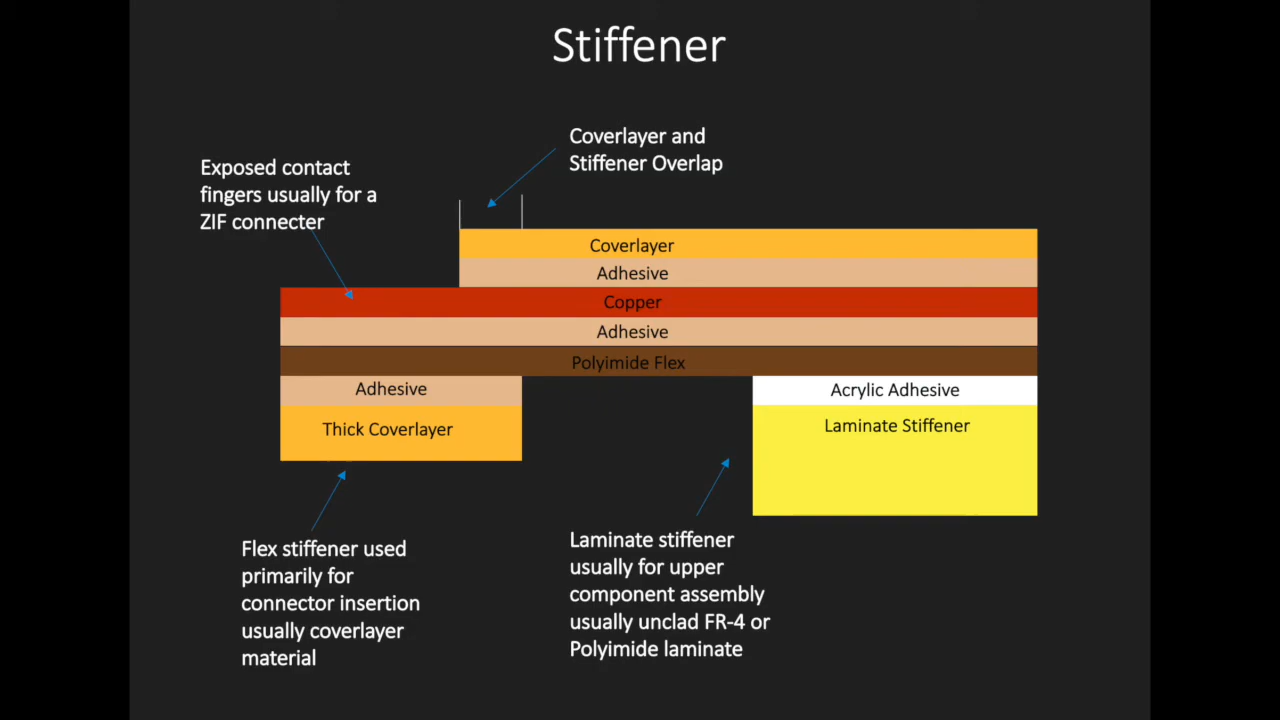 Stiffener
Coverlayer and
Stiffener Overlap
Exposed contact
fingers usually for a
ZIF connecter
Coverlayer
Adhesive
Copper
Adhesive
Polyimide Flex
Adhesive
Thick Coverlayer
Acrylic Adhesive
Laminate Stiffener
Flex stiffener used
primarily for
connector insertion
usually coverlayer
material
Laminate stiffener
usually for upper
component assembly
usually unclad FR-4 or
Polyimide laminate